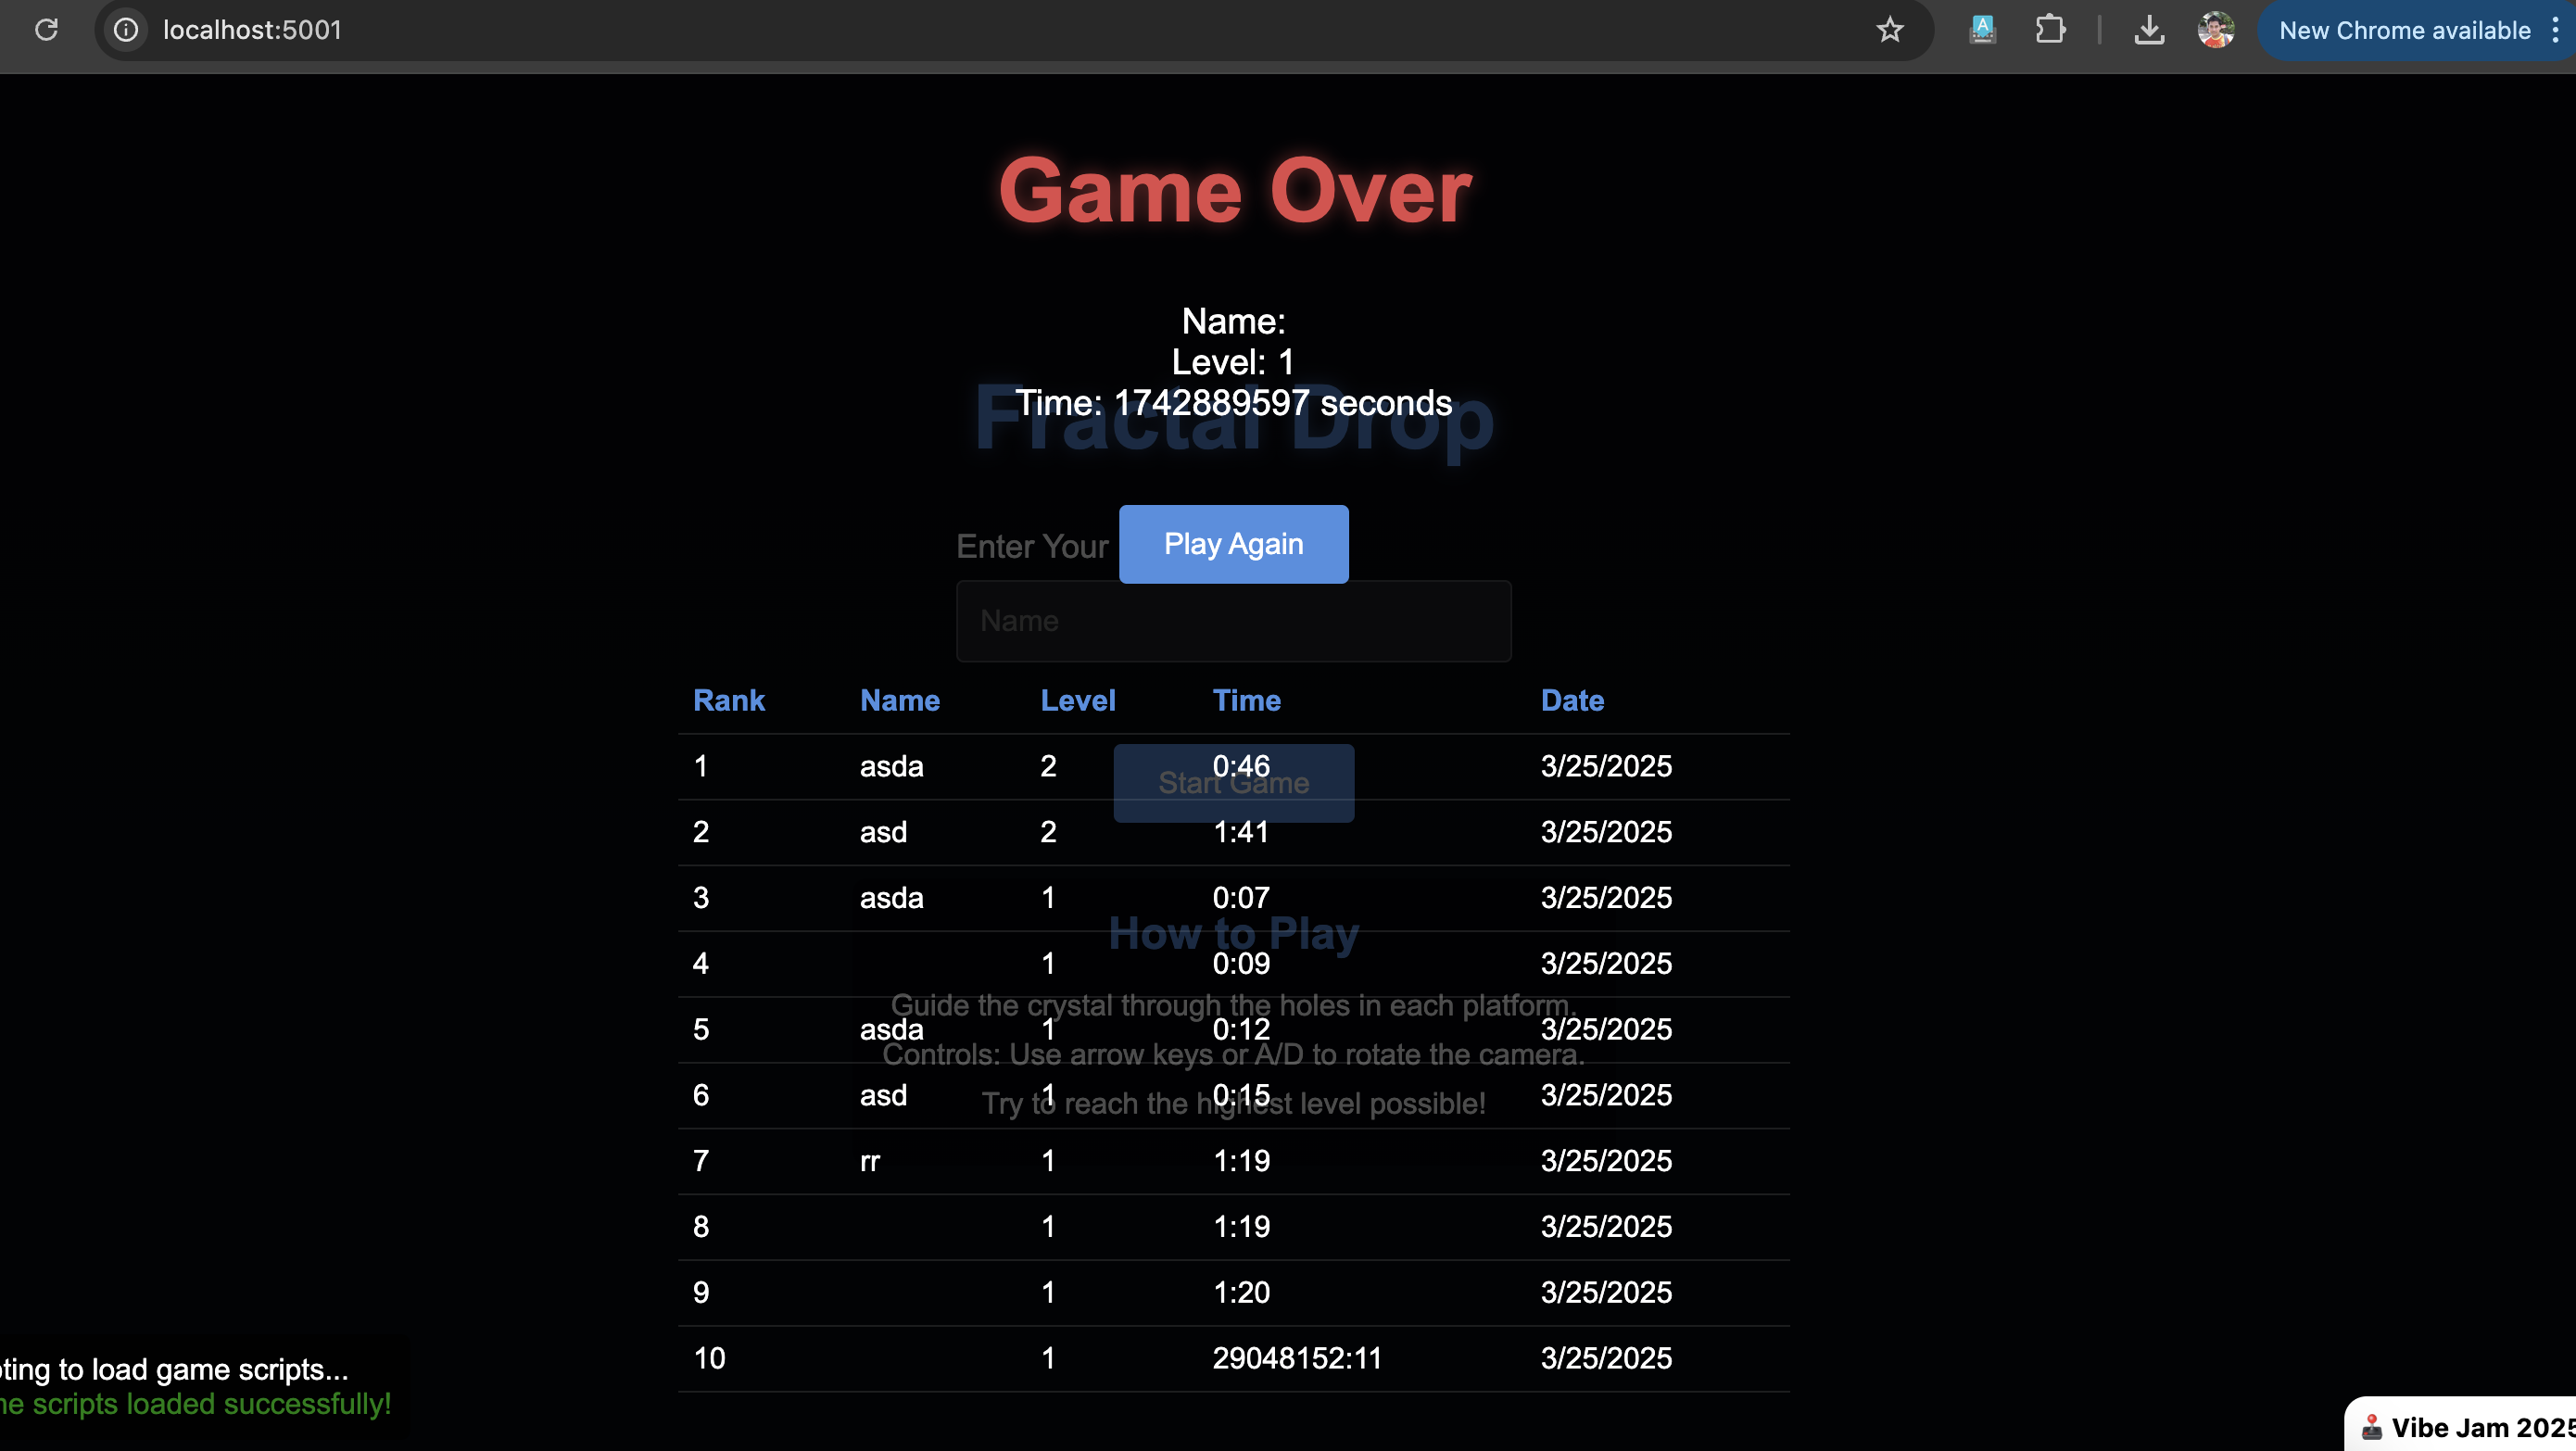 localhost:5001
New Chrome available
Game Over
Name:
Level: 1
Time: 1742889597 seconds
Fractal Drop
Enter Your
Play Again
Name
Rank Name Level Time Date
1 asda 2 0:46 3/25/2025
Start Game
2 asd 2 1:41 3/25/2025
3 asda 1 0:07 3/25/2025
How to Play
4 1 0:09 3/25/2025
Guide the crystal through the holes in each platform.
5 asda 1 0:12 3/25/2025
Controls: Use arrow keys or A/D to rotate the camera.
6 asd 1 0:15 3/25/2025
Try to reach the highest level possible!
7 rr 1 1:19 3/25/2025
8 1 1:19 3/25/2025
9 1 1:20 3/25/2025
10 1 29048152:11 3/25/2025
pting to load game scripts...
me scripts loaded successfully!
Vibe Jam 2025